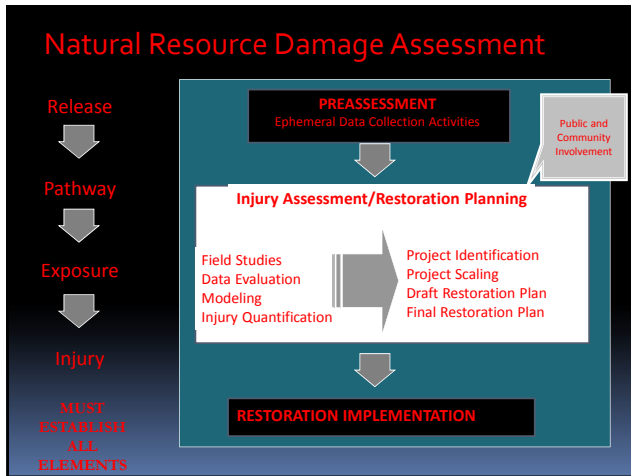 Natural Resource Damage Assessment
Release
Pathway
Exposure
Injury
MUST
ESTABLISH
ALL
ELEMENTS
PREASSESSMENT
Ephemeral Data Collection Activities
Public and
Community
Involvement
Injury Assessment/Restoration Planning
Field Studies
Data Evaluation
Modeling
Injury Quantification
Project Identification
Project Scaling
Draft Restoration Plan
Final Restoration Plan
RESTORATION IMPLEMENTATION